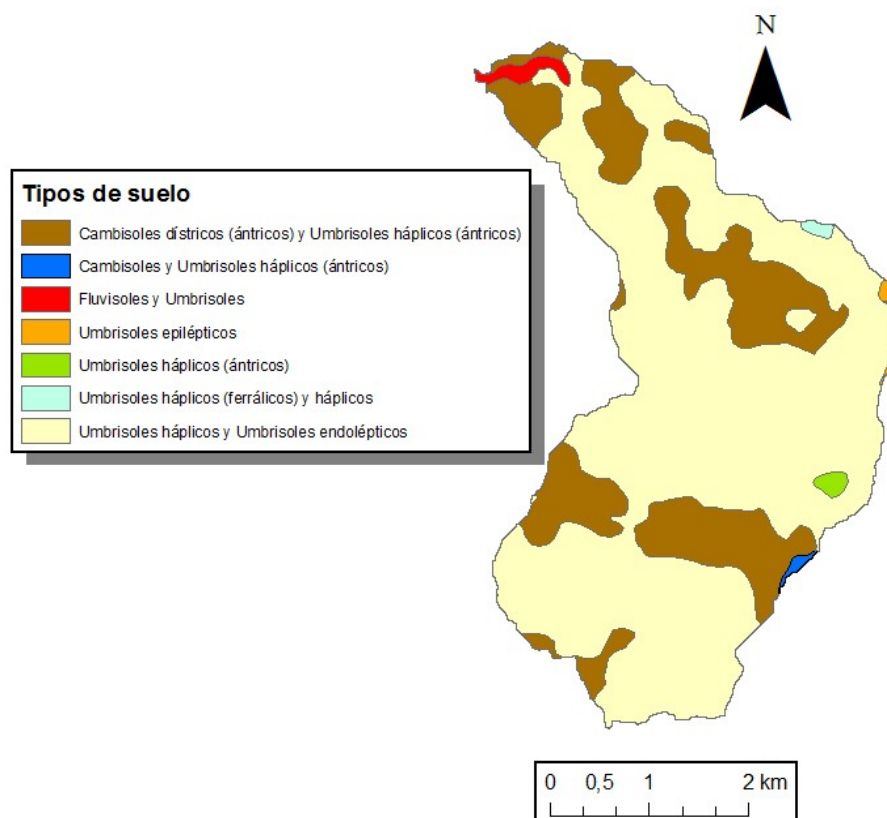 N
Tipos de suelo
Cambisoles dístricos (ántricos) y Umbrisoles háplicos (ántricos)
Cambisoles y Umbrisoles háplicos (ántricos)
Fluvisoles y Umbrisoles
Umbrisoles epilépticos
Umbrisoles háplicos (ántricos)
Umbrisoles háplicos (ferrálicos) y háplicos
Umbrisoles háplicos y Umbrisoles endolépticos
0 0,5 1 2 km